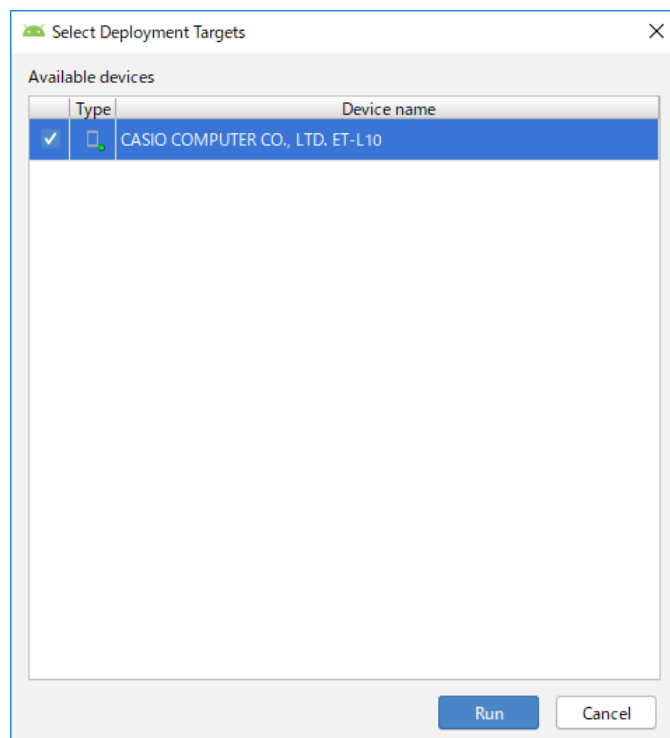 Select Deployment Targets
Available devices
Type Device name
CASIO COMPUTER CO., LTD. ET-L10
Run Cancel